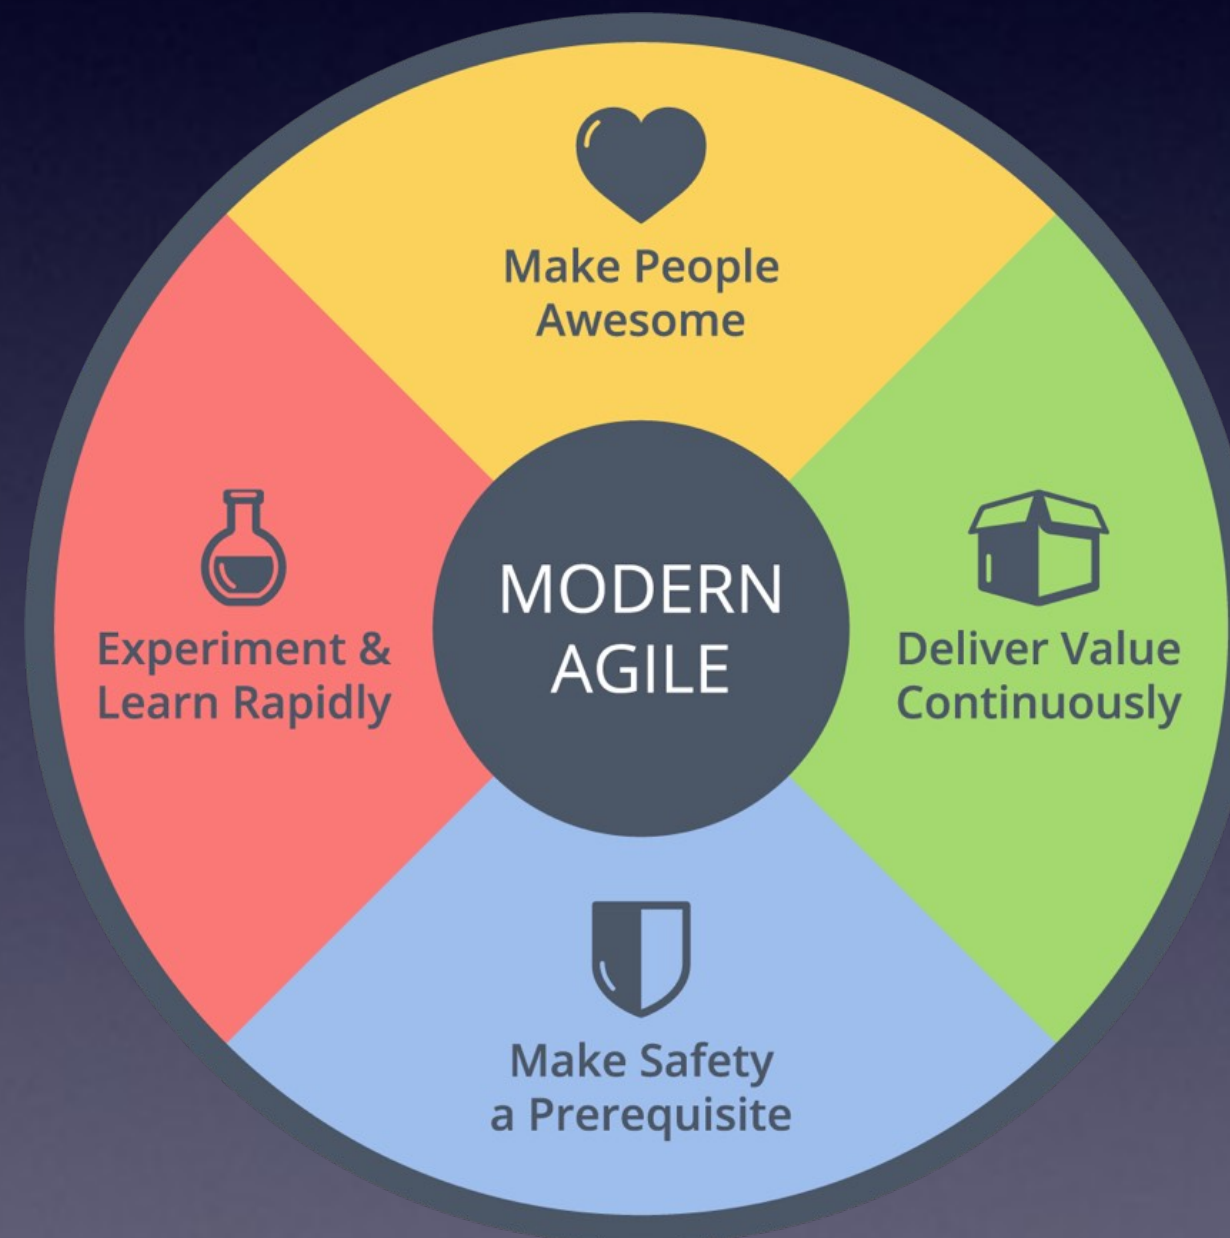 Make People
Awesome
Experiment &
Learn Rapidly
MODERN
AGILE
Deliver Value
Continuously
Make Safety
a Prerequisite